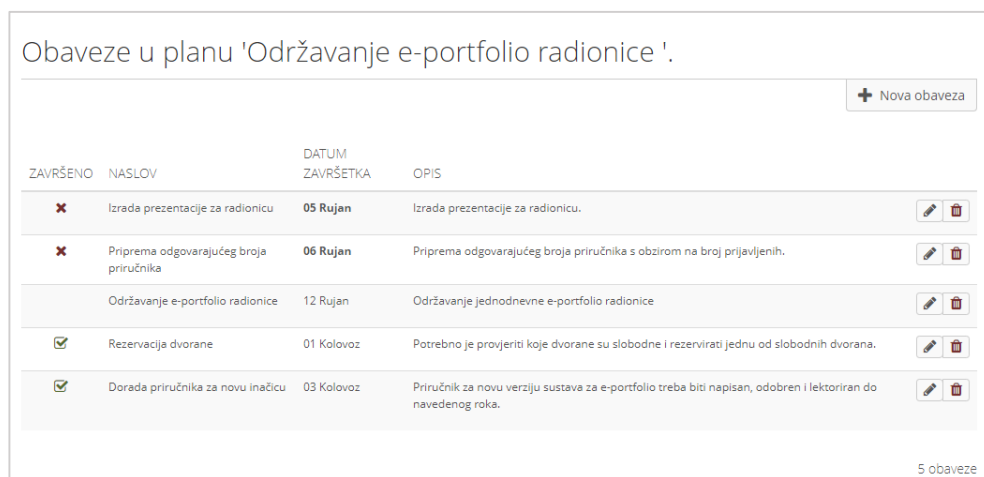 Obaveze u planu 'Održavanje e-portfolio radionice '.
Nova obaveza
ZAVRŠENO NASLOV DATUM ZAVRŠETKA OPIS
Izrada prezentacije za radionicu 05 Rujan Izrada prezentacije za radionicu.
Priprema odgovarajućeg broja priručnika 06 Rujan Priprema odgovarajućeg broja priručnika s obzirom na broj prijavljenih.
Održavanje e-portfolio radionice 12 Rujan Održavanje jednodnevne e-portfolio radionice
Rezervacija dvorane 01 Kolovoz Potrebno je provjeriti koje dvorane su slobodne i rezervirati jednu od slobodnih dvorana.
Dorada priručnika za novu inačicu 03 Kolovoz Priručnik za novu verziju sustava za e-portfolio treba biti napisan, odobren i lektoriran do
navedenog roka.
5 obaveze